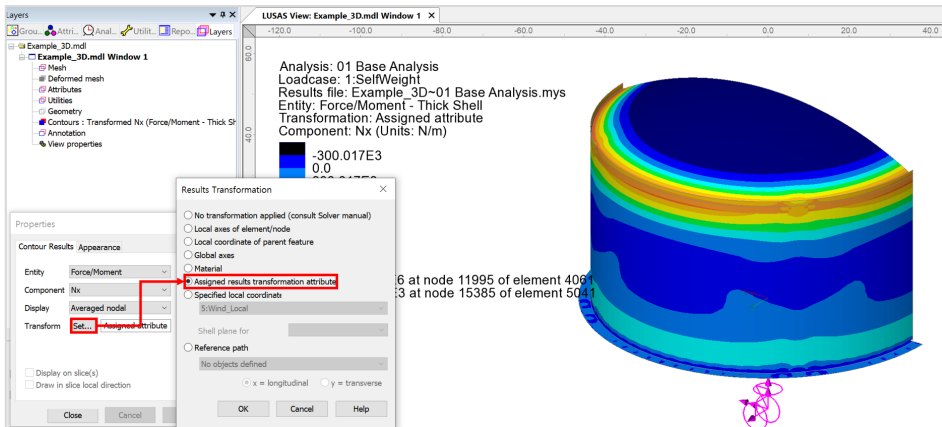 Layers
Grou... Attri... Anal... Utilit... Repo... Layers
Example_3D.mdl
Example_3D.mdl Window 1
Mesh
Deformed mesh
Attributes
Utilities
Geometry
Contours : Transformed Nx (Force/Moment - Thick Sh
Annotation
View properties
LUSAS View: Example_3D.mdl Window 1 X
-120.0 -100.0 -80.0 -60.0 -40.0 -20.0 0.0 20.0 40.0
60.0
40.0
Analysis: 01 Base Analysis
Loadcase: 1:SelfWeight
Results file: Example_3D~01 Base Analysis.mys
Entity: Force/Moment - Thick Shell
Transformation: Assigned attribute
Component: Nx (Units: N/m)
-300.017E3
0.0
6 at node 11995 of element 4061
E3 at node 15385 of element 5041
Properties
Contour Results Appearance
Entity Force/Moment
Component Nx
Display Averaged nodal
Transform Set... Assigned attribute
Display on slice(s)
Draw in slice local direction
Close Cancel
Results Transformation
No transformation applied (consult Solver manual)
Local axes of element/node
Local coordinate of parent feature
Global axes
Material
Assigned results transformation attribute
Specified local coordinate
5:Wind_Local
Shell plane for
Reference path
No objects defined
x = longitudinal y = transverse
OK Cancel Help